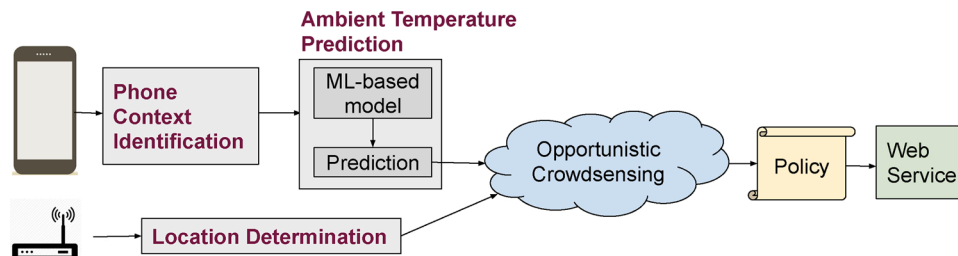 Ambient Temperature
Prediction
Phone
Context
Identification
ML-based
model
Prediction
Location Determination
Opportunistic
Crowdsensing
Policy
Web
Service